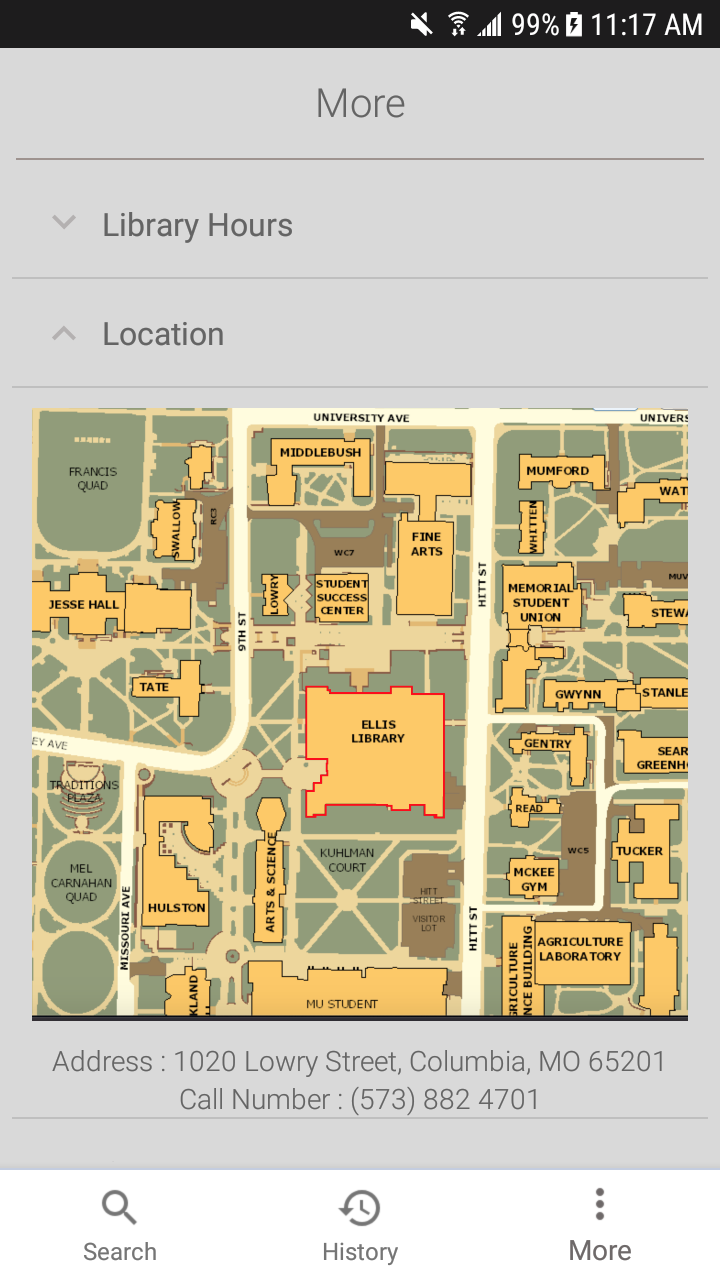 99% 11:17 AM
More
Library Hours
Location
UNIVERSITY AVE
UNIVERS
FRANCIS
QUAD
MIDDLEBUSH
MUMFORD
WAT
SWALLOW
RC3
FINE
ARTS
WHITTEN
WC7
MUV
JESSE HALL
LOWRY
STUDENT
SUCCESS
CENTER
HITT ST
MEMORIAL
STUDENT
UNION
STEWA
9TH ST
TATE
GWYNN
STANLE
ELLIS
LIBRARY
EY AVE
GENTRY
SEAR
GREENHO
TRADITIONS
PLAZA
READ
MEL
CARNAHAN
QUAD
ARTS & SCIENCE
KUHLMAN
COURT
WC5
TUCKER
MCKEE
GYM
HITT
STREET
VISITOR
LOT
HULSTON
MISSOURI AVE
HITT ST
AGRICULTURE
LABORATORY
GRICULTURE
NCE BUILDING
KLAND
MU STUDENT
Address : 1020 Lowry Street, Columbia, MO 65201
Call Number : (573) 882 4701
Search
History
More